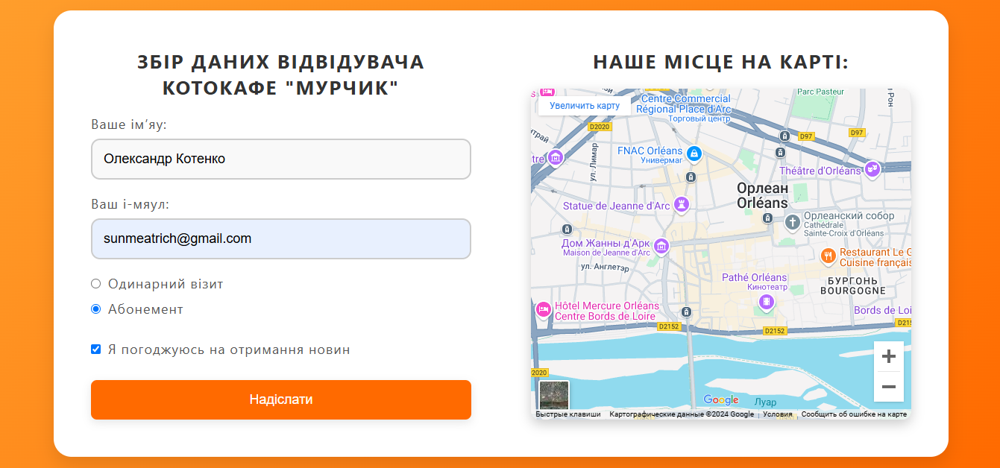 ЗБІР ДАНИХ ВІДВІДУВАЧА
КОТОКАФЕ "МУРЧИК"
Ваше ім'яу:
Олександр Котенко
Ваш і-мяул:
sunmeatrich@gmail.com
Одинарний візит
Абонемент
Я погоджуюсь на отримання новин
Надіслати
НАШЕ МІСЦЕ НА КАРТІ:
Увеличить карту
Centre Commercial
Régional Place d'Arc
Торговый центр
Parc Pasteur
D2020
D97
D97
FNAC Orléans
Универмаг
ул. Лимар
Théâtre d'Orléans
Орлеан
Orléans
Statue de Jeanne d'Arc
Орлеанский собор
Cathédrale
Sainte-Croix d'Orléans
Дом Жанны д'Арк
Maison de Jeanne d'Arc
ул. Англетэр
Restaurant Le G
Cuisine français
Pathé Orléans
Кинотеатр
БУРГОНЬ
BOURGOGNE
Hôtel Mercure Orléans
Centre Bords de Loire
Bords de Loi
D2152
D2152
D215
2020
Google
Луар
Быстрые клавиши
Картографические данные ©2024 Google
Условия
Сообщить об ошибке на карте